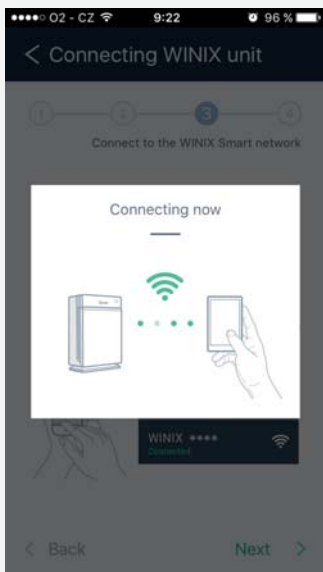 O2 - CZ 9:22 96 %
< Connecting WINIX unit
1 2 3 4
Connect to the WINIX Smart network
Connecting now
WINIX ****
Connected
< Back Next >